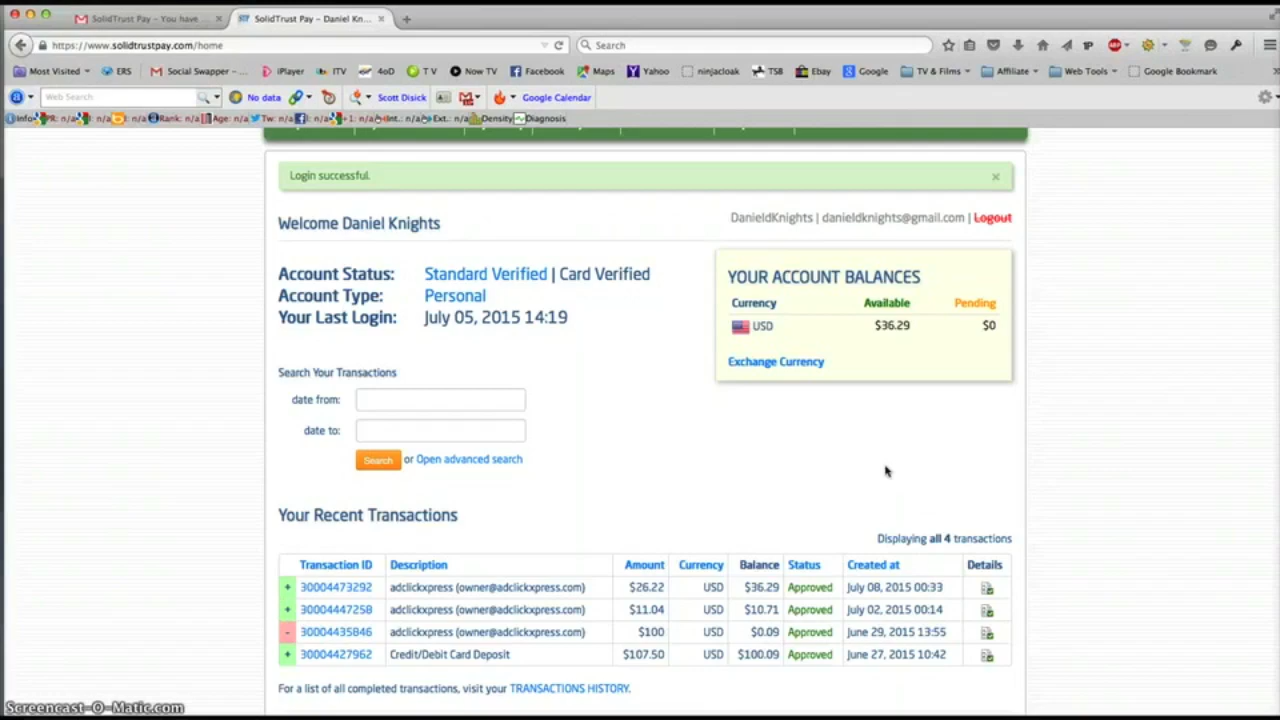 SolidTrust Pay – You have ...
SolidTrust Pay – Daniel Kn...
https://www.solidtrustpay.com/home
Search
Most Visited
ERS
Social Swapper – ...
iPlayer
ITV
4oD
T V
Now TV
Facebook
Maps
Yahoo
ninjacloak
TSB
Ebay
Google
TV & Films
Affiliate
Web Tools
Google Bookmark
Web Search
No data
Scott Disick
Google Calendar
Info
PR: n/a
I: n/a
I: n/a
Rank: n/a
Age: n/a
Tw: n/a
I: n/a
+1: n/a
Int.: n/a
Ext.: n/a
Density
Diagnosis
Login successful.
×
Welcome Daniel Knights
DanieldKnights | danieldknights@gmail.com | Logout
Account Status: Standard Verified | Card Verified
Account Type: Personal
Your Last Login: July 05, 2015 14:19
YOUR ACCOUNT BALANCES
Currency Available Pending
USD $36.29 $0
Exchange Currency
Search Your Transactions
date from:
date to:
Search or Open advanced search
Your Recent Transactions
Displaying all 4 transactions
Transaction ID Description Amount Currency Balance Status Created at Details
+ 30004473292 adclickxpress (owner@adclickxpress.com) $26.22 USD $36.29 Approved July 08, 2015 00:33
+ 30004447258 adclickxpress (owner@adclickxpress.com) $11.04 USD $10.71 Approved July 02, 2015 00:14
- 30004435846 adclickxpress (owner@adclickxpress.com) $100 USD $0.09 Approved June 29, 2015 13:55
+ 30004427962 Credit/Debit Card Deposit $107.50 USD $100.09 Approved June 27, 2015 10:42
For a list of all completed transactions, visit your TRANSACTIONS HISTORY.
Screencast-O-Matic.com